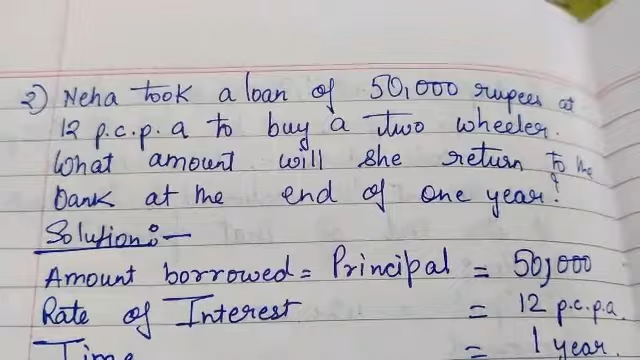 2) Neha took a loan of 50,000 rupees at
12 p.c.p.a to buy a two wheeler.
What amount will she return to the
bank at the end of one year?
Solution:-
Amount borrowed = Principal = 50,000
Rate of Interest = 12 p.c.p.a.
Time = 1 year.